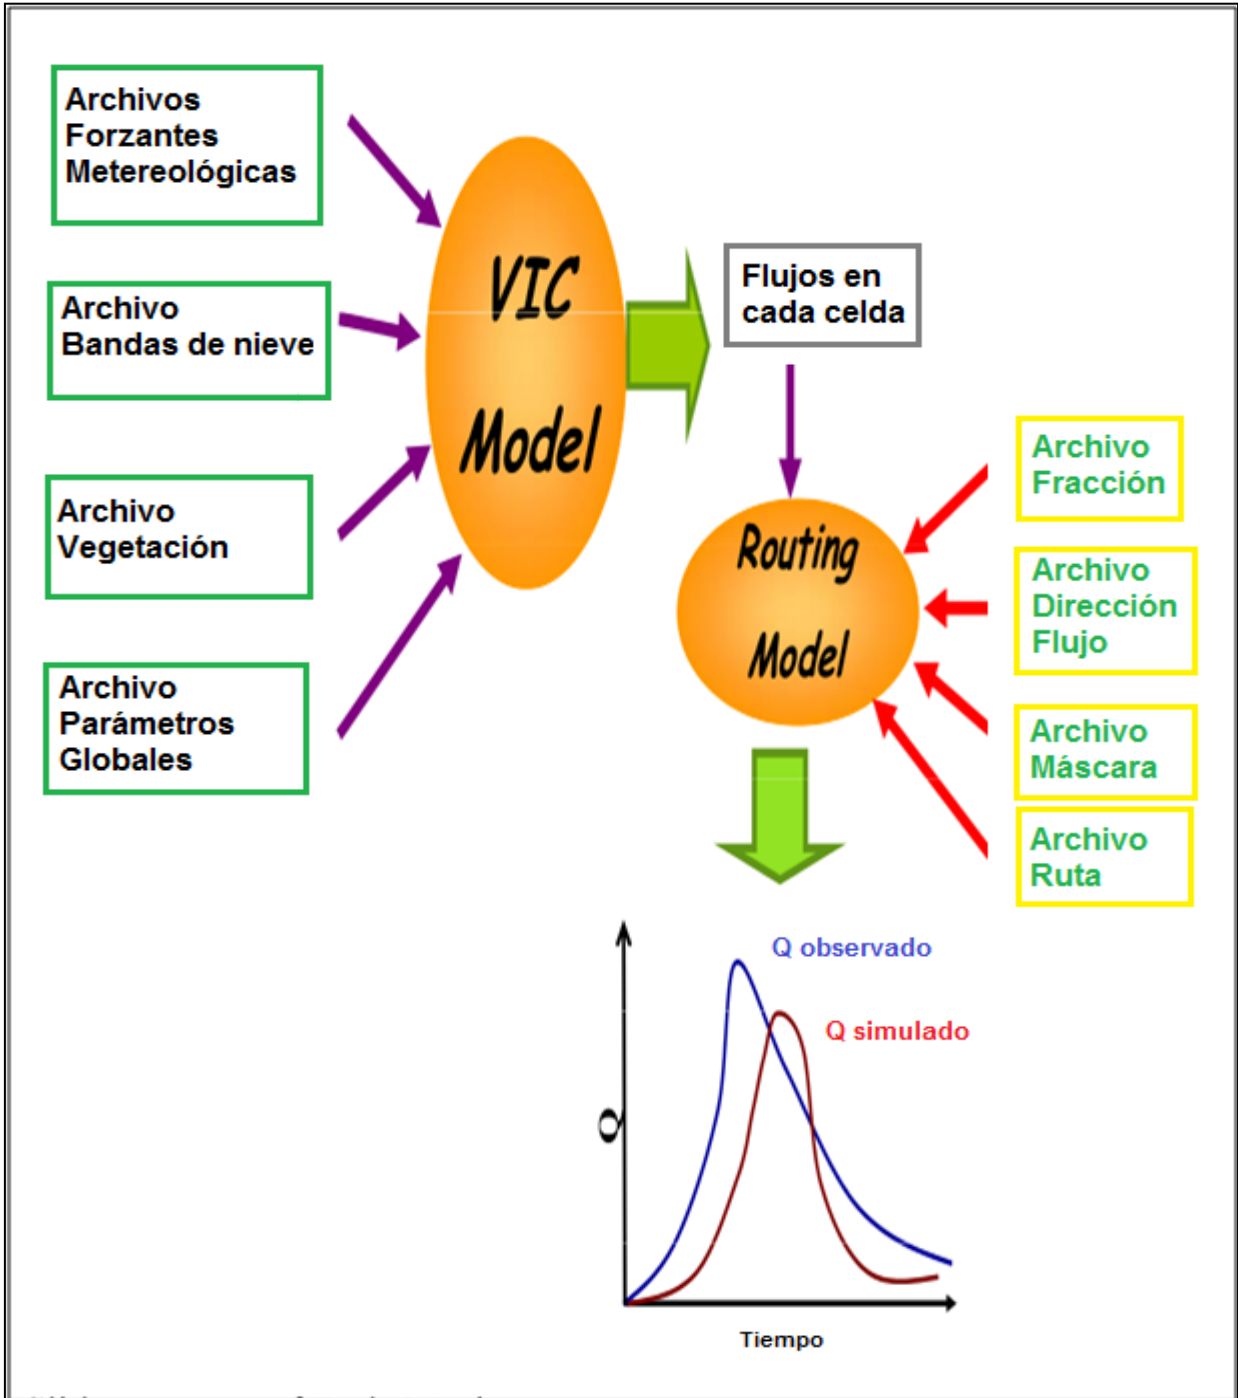 Archivos
Forzantes
Metereológicas
Archivo
Bandas de nieve
Archivo
Vegetación
Archivo
Parámetros
Globales
VIC
Model
Flujos en
cada celda
Routing
Model
Archivo
Fracción
Archivo
Dirección
Flujo
Archivo
Máscara
Archivo
Ruta
Q observado
Q simulado
Q
Tiempo